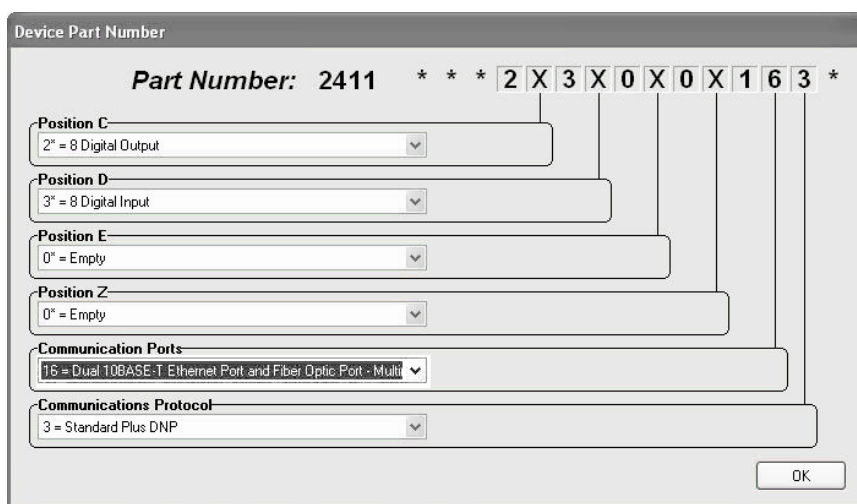 Device Part Number
Part Number: 2411 * * * 2 X 3 X 0 X 0 X 1 6 3 *
Position C
2* = 8 Digital Output
Position D
3* = 8 Digital Input
Position E
0* = Empty
Position Z
0* = Empty
Communication Ports
16 = Dual 10BASE-T Ethernet Port and Fiber Optic Port - Multi
Communications Protocol
3 = Standard Plus DNP
OK